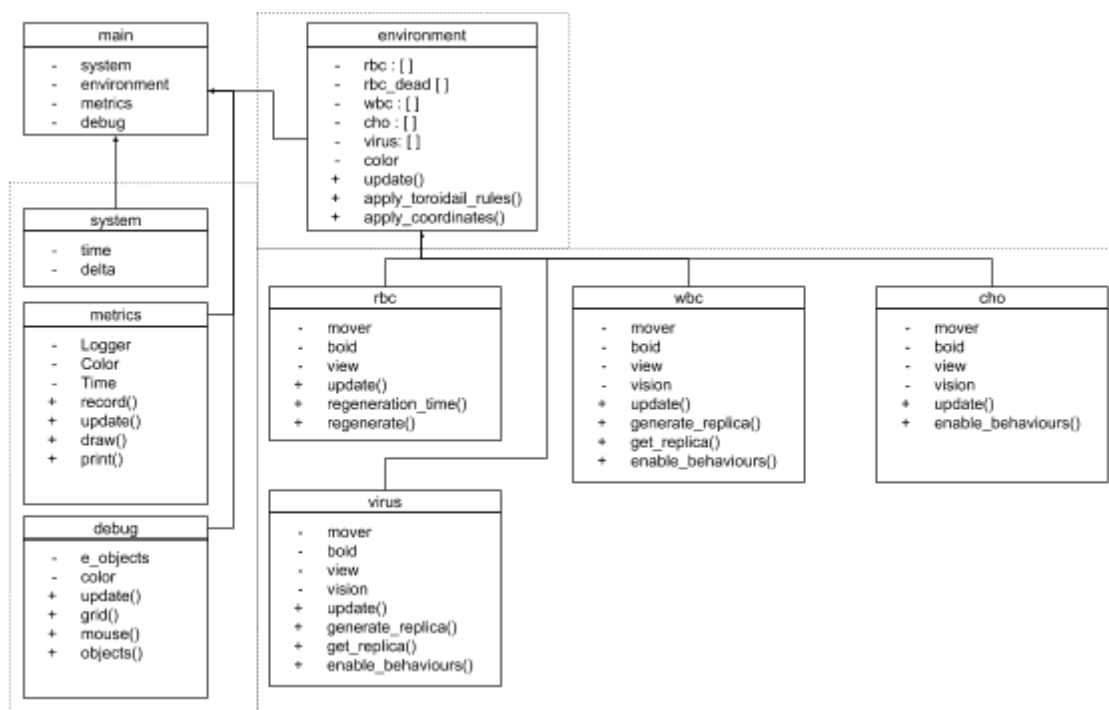 main
- system
- environment
- metrics
- debug
environment
- rbc : [ ]
- rbc_dead [ ]
- wbc : [ ]
- cho : [ ]
- virus: [ ]
- color
+ update()
+ apply_toroidail_rules()
+ apply_coordinates()
system
- time
- delta
metrics
- Logger
- Color
- Time
+ record()
+ update()
+ draw()
+ print()
debug
- e_objects
- color
+ update()
+ grid()
+ mouse()
+ objects()
rbc
- mover
- boid
- view
+ update()
+ regeneration_time()
+ regenerate()
wbc
- mover
- boid
- view
- vision
+ update()
+ generate_replica()
+ get_replica()
+ enable_behaviours()
cho
- mover
- boid
- view
- vision
+ update()
+ enable_behaviours()
virus
- mover
- boid
- view
- vision
+ update()
+ generate_replica()
+ get_replica()
+ enable_behaviours()